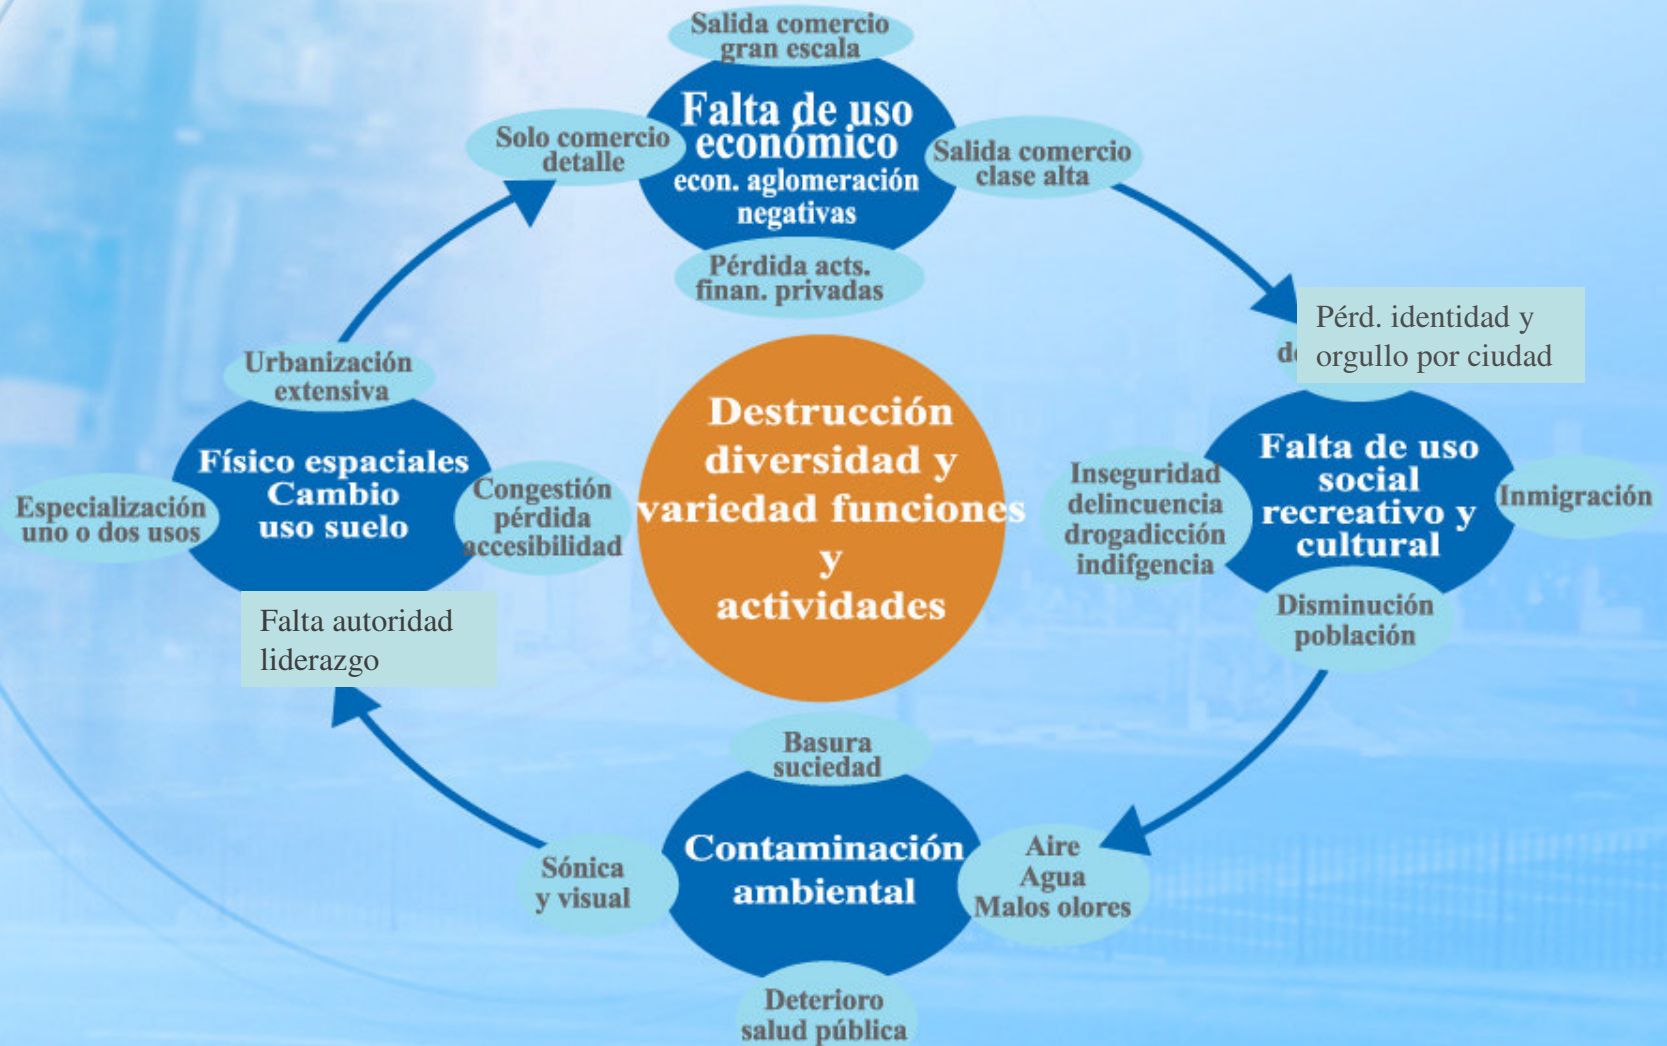 Salida comercio
gran escala
Falta de uso
económico
econ. aglomeración
negativas
Solo comercio
detalle
Salida comercio
clase alta
Pérdida acts.
finan. privadas
Pérd. identidad y
orgullo por ciudad
Urbanización
extensiva
Físico espaciales
Cambio
uso suelo
Especialización
uno o dos usos
Congestión
pérdida
accesibilidad
Falta autoridad
liderazgo
Destrucción
diversidad y
variedad funciones
y
actividades
Falta de uso
social
recreativo y
cultural
Inseguridad
delincuencia
drogadicción
indifgencia
Inmigración
Disminución
población
Basura
suciedad
Contaminación
ambiental
Sónica
y visual
Aire
Agua
Malos olores
Deterioro
salud pública